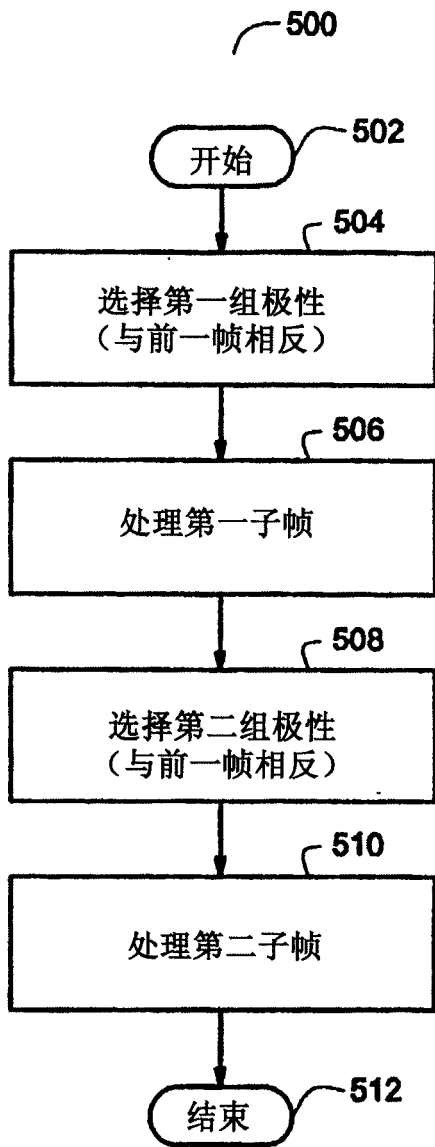 500
502
开始
504
选择第一组极性
（与前一帧相反）
506
处理第一子帧
508
选择第二组极性
（与前一帧相反）
510
处理第二子帧
512
结束